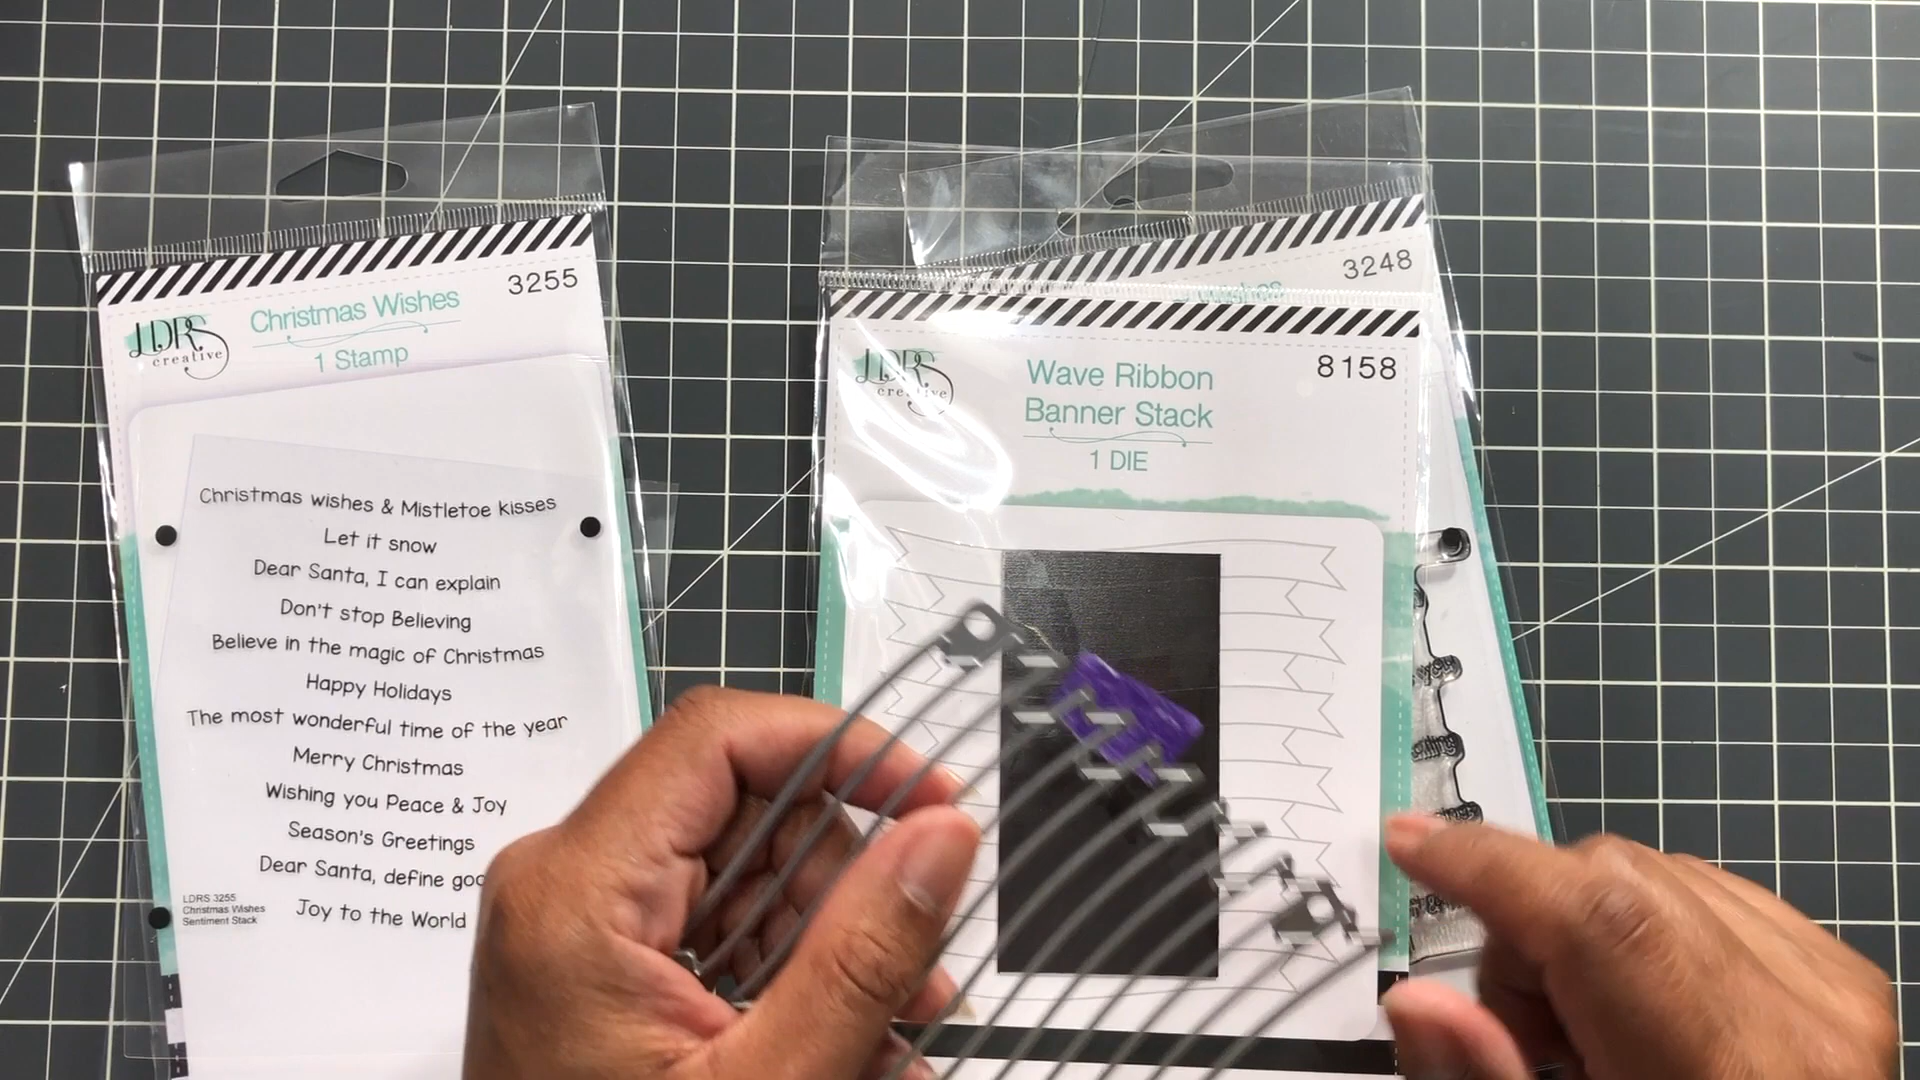 LDRS
creative
Christmas Wishes
1 Stamp
3255
Christmas wishes & Mistletoe kisses
Let it snow
Dear Santa, I can explain
Don't stop Believing
Believe in the magic of Christmas
Happy Holidays
The most wonderful time of the year
Merry Christmas
Wishing you Peace & Joy
Season's Greetings
Dear Santa, define
Joy to the World
LDRS 3255
Christmas Wishes
Sentiment Stack
3248
LDRS
creative
Wave Ribbon
Banner Stack
1 DIE
8158